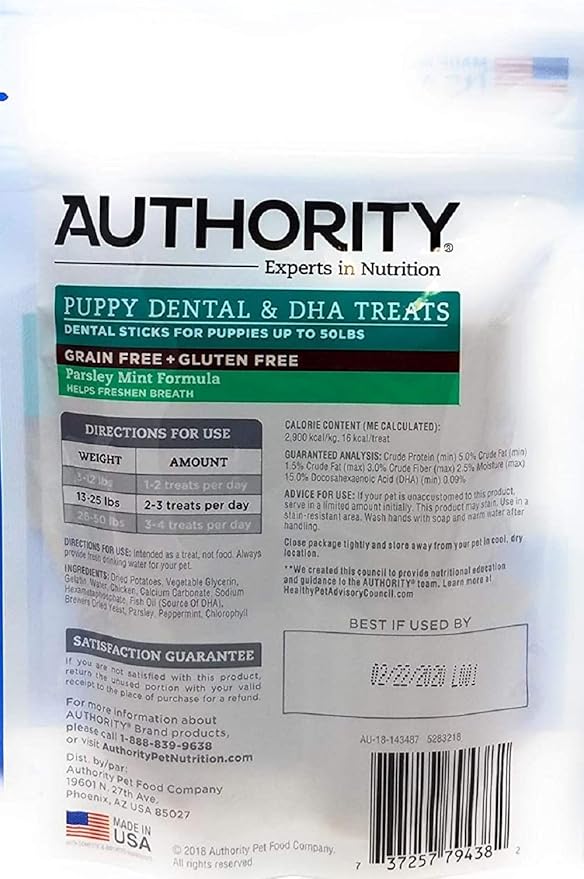 AUTHORITY®
Experts in Nutrition
PUPPY DENTAL & DHA TREATS
DENTAL STICKS FOR PUPPIES UP TO 50LBS
GRAIN FREE + GLUTEN FREE
Parsley Mint Formula
HELPS FRESHEN BREATH
DIRECTIONS FOR USE
WEIGHT AMOUNT
5-12 lbs 1-2 treats per day
13-25 lbs 2-3 treats per day
26-50 lbs 3-4 treats per day
DIRECTIONS FOR USE: Intended as a treat, not food. Always
provide fresh drinking water for your pet.
INGREDIENTS: Dried Potatoes, Vegetable Glycerin,
Gelatin, Water, Chicken, Calcium Carbonate, Sodium
Hexametaphosphate, Fish Oil (Source Of DHA),
Brewers Dried Yeast, Parsley, Peppermint, Chlorophyll
SATISFACTION GUARANTEE
If you are not satisfied with this product,
return the unused portion with your valid
receipt to the place of purchase for a refund.
For more information about
AUTHORITY® Brand products,
please call 1-888-839-9638
or visit AuthorityPetNutrition.com
Dist. by/par:
Authority Pet Food Company
19601 N. 27th Ave.
Phoenix, AZ USA 85027
MADE IN
USA
WITH DOMESTIC & IMPORTED INGREDIENTS
CALORIE CONTENT (ME CALCULATED):
2,900 kcal/kg, 16 kcal/treat
GUARANTEED ANALYSIS: Crude Protein (min) 5.0% Crude Fat (min)
1.5% Crude Fat (max) 3.0% Crude Fiber (max) 2.5% Moisture (max)
15.0% Docosahexaenoic Acid (DHA) (min) 0.09%
ADVICE FOR USE: If your pet is unaccustomed to this product,
serve in a limited amount initially. This product may stain. Use in a
stain-resistant area. Wash hands with soap and warm water after
handling.
Close package tightly and store away from your pet in cool, dry
location.
**We created this council to provide nutritional education
and guidance to the AUTHORITY® team. Learn more at
HealthyPetAdvisoryCouncil.com
BEST IF USED BY
02/22/2020 L001
AU-18-143487 5283218
© 2018 Authority Pet Food Company.
All rights reserved.
7 37257 79438 2